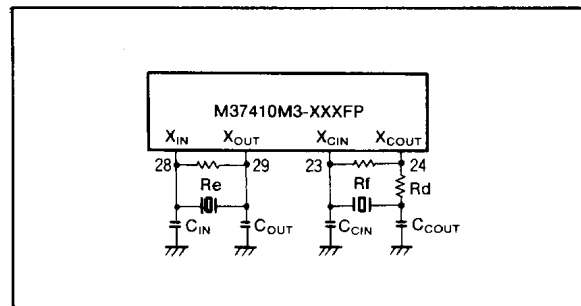 M37410M3-XXXFP
XIN XOUT XCIN XCOUT
28 29 23 24
Re Rf Rd
CIN COUT CCIN CCOUT